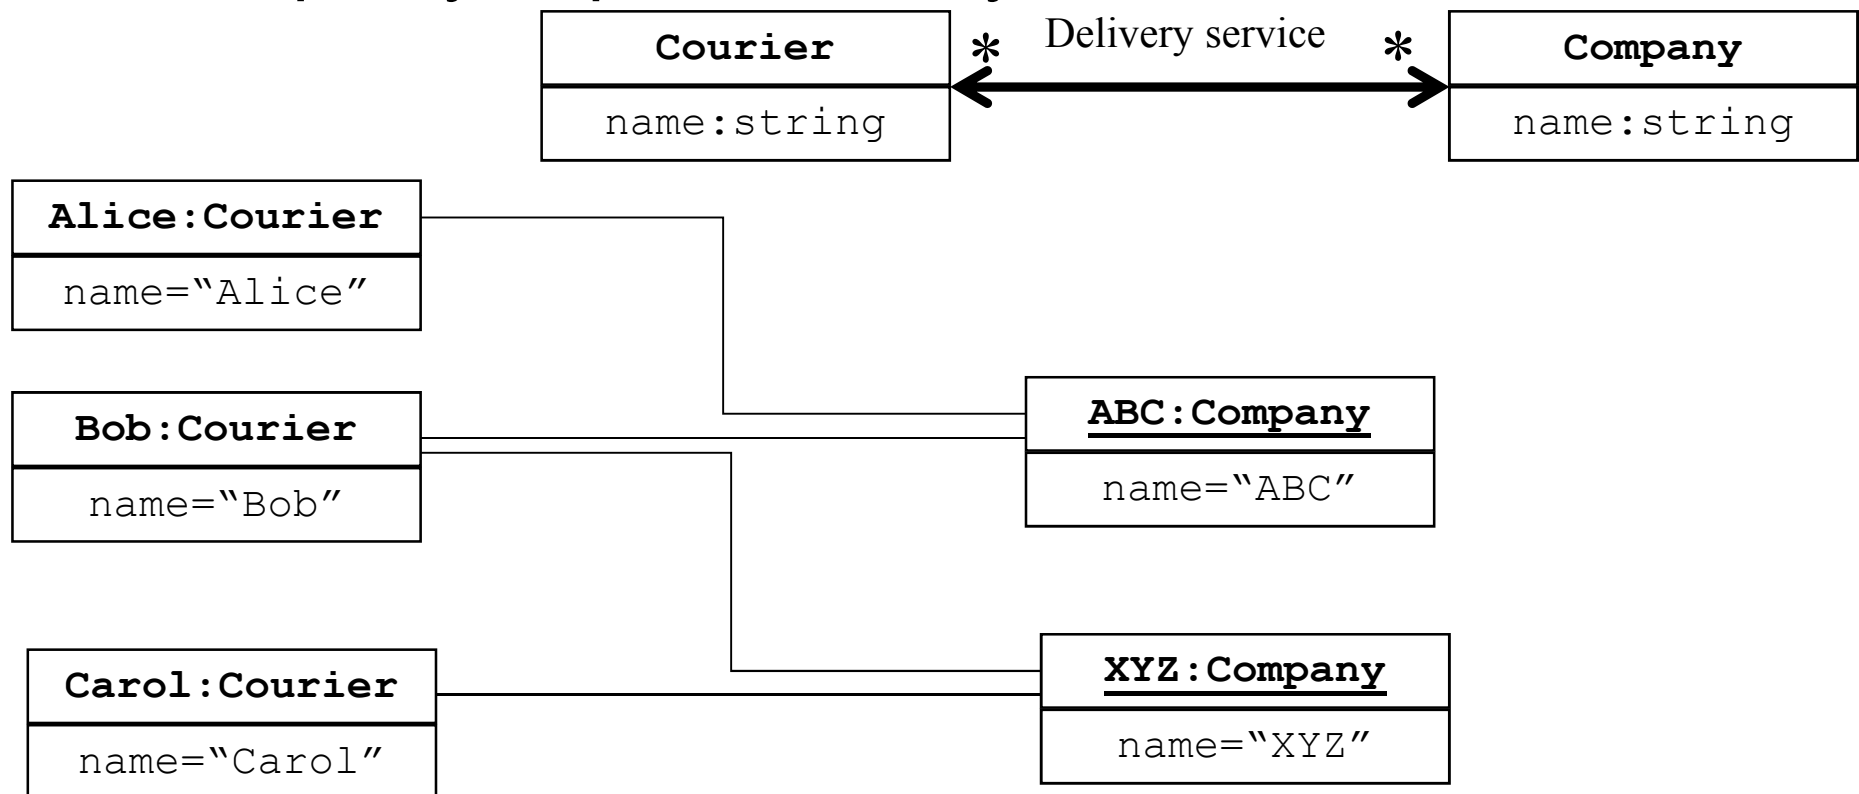 Courier
* Delivery service *
Company
name:string
name:string
Alice:Courier
name=“Alice”
Bob:Courier
name=“Bob”
ABC:Company
name=“ABC”
Carol:Courier
name=“Carol”
XYZ:Company
name=“XYZ”